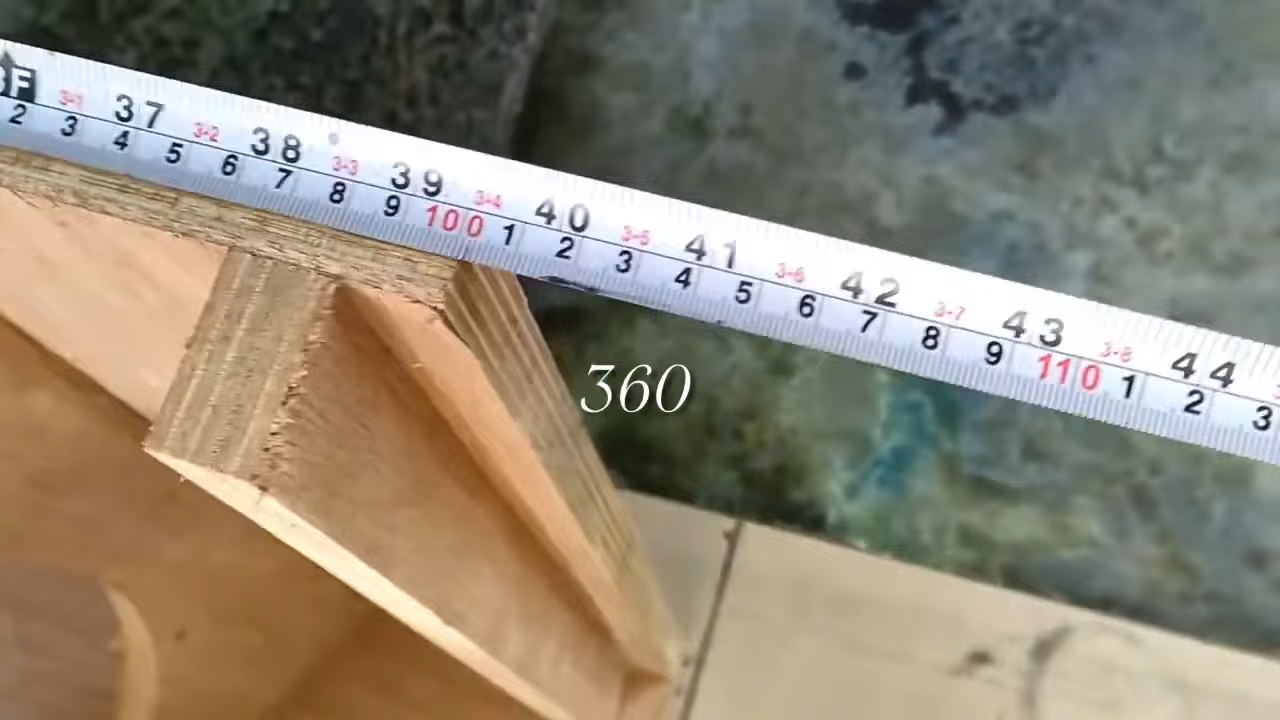 3F 37 38 39 40 41 42 43 44
3-1 3-2 3-3 3-4 3-5 3-6 3-7 3-8
2 3 4 5 6 7 8 9 100 1 2 3 4 5 6 7 8 9 110 1 2 3
360